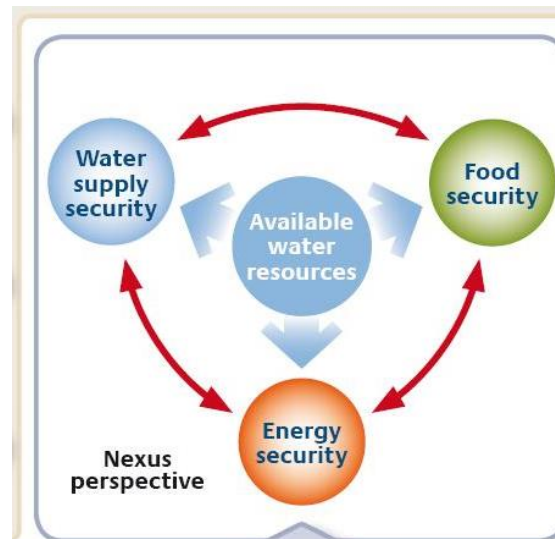 Water
supply
security
Food
security
Available
water
resources
Energy
security
Nexus
perspective